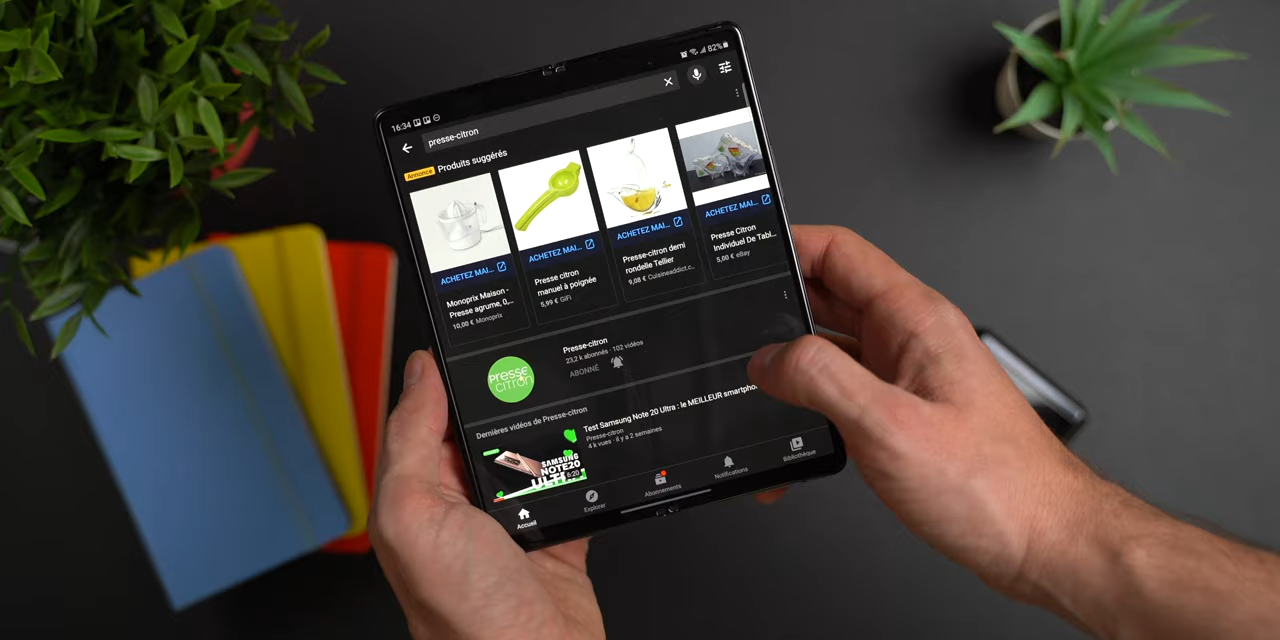 16:34
82%
presse-citron
Annonce Produits suggérés
ACHETEZ MAI...
Monoprix Maison -
Presse agrume, 0,...
10,00 € Monoprix
ACHETEZ MAI...
Presse citron
manuel à poignée
5,99 € GiFi
ACHETEZ MAI...
Presse-citron demi
rondelle Tellier
9,08 € Cuisineaddict.c...
ACHETEZ MAI...
Presse Citron
Individuel De Tabl...
5,00 € eBay
PRESSE
CITRON
Presse-citron
23,2 k abonnés · 102 vidéos
ABONNÉ
Dernières vidéos de Presse-citron
SAMSUNG
NOTE20
ULTRA
6:20
Test Samsung Note 20 Ultra : le MEILLEUR smartpho
Presse-citron
4 k vues · il y a 2 semaines
Accueil
Explorer
Abonnements
Notifications
Bibliothèque